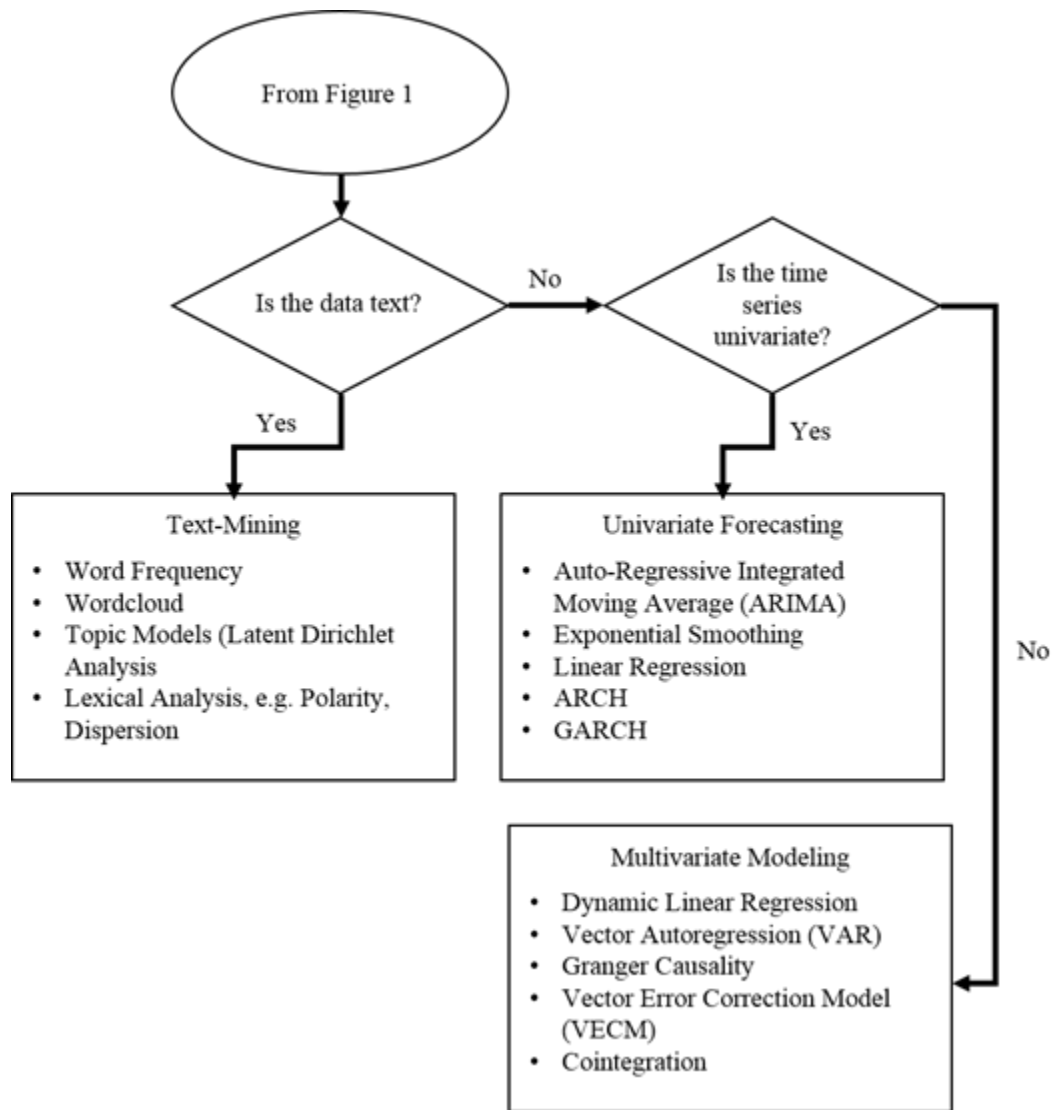 From Figure 1
Is the data text?
No
Is the time
series
univariate?
Yes
Yes
No
Text-Mining
• Word Frequency
• Wordcloud
• Topic Models (Latent Dirichlet
Analysis
• Lexical Analysis, e.g. Polarity,
Dispersion
Univariate Forecasting
• Auto-Regressive Integrated
Moving Average (ARIMA)
• Exponential Smoothing
• Linear Regression
• ARCH
• GARCH
Multivariate Modeling
• Dynamic Linear Regression
• Vector Autoregression (VAR)
• Granger Causality
• Vector Error Correction Model
(VECM)
• Cointegration